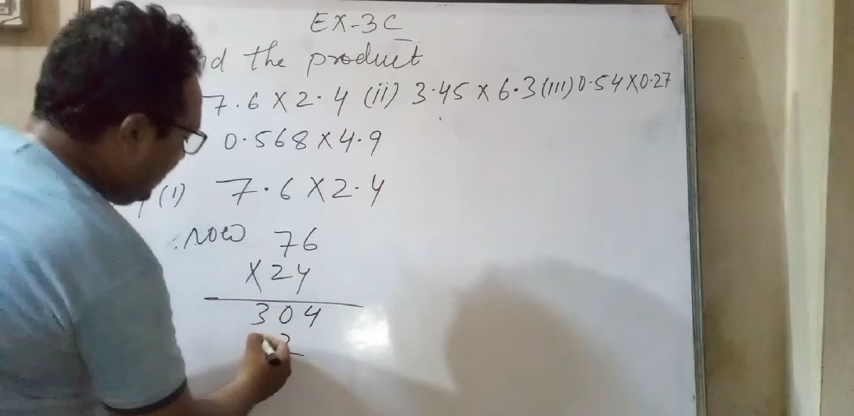 EX-3C
d the product
7.6 X 2.4 (ii) 3.45 X 6.3 (iii) 0.54 X 0.27
0.568 X 4.9
(i) 7.6 X 2.4
Now 76
X 24
304